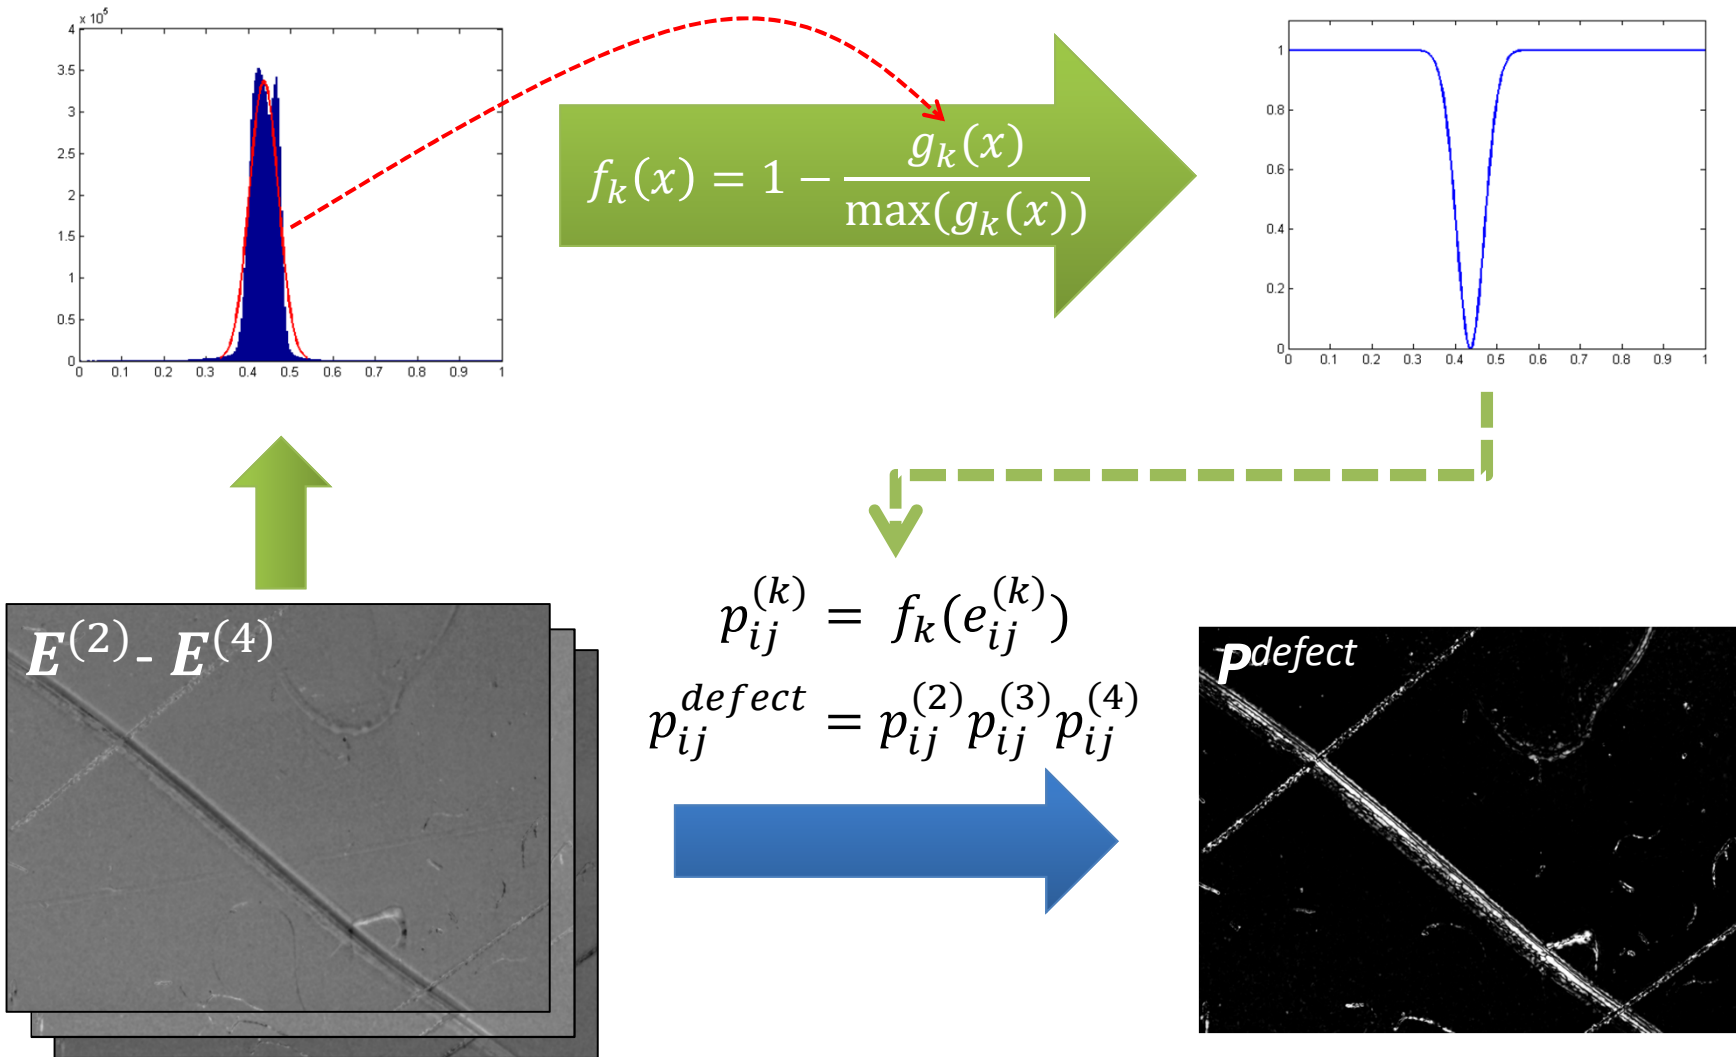 x 10⁵
4
3.5
3
2.5
2
1.5
1
0.5
0
0 0.1 0.2 0.3 0.4 0.5 0.6 0.7 0.8 0.9 1
f_k(x) = 1 − g_k(x) / max(g_k(x))
1
0.8
0.6
0.4
0.2
0
0 0.1 0.2 0.3 0.4 0.5 0.6 0.7 0.8 0.9 1
E^(2) - E^(4)
p_ij^(k) = f_k(e_ij^(k))
p_ij^defect = p_ij^(2) p_ij^(3) p_ij^(4)
P^defect